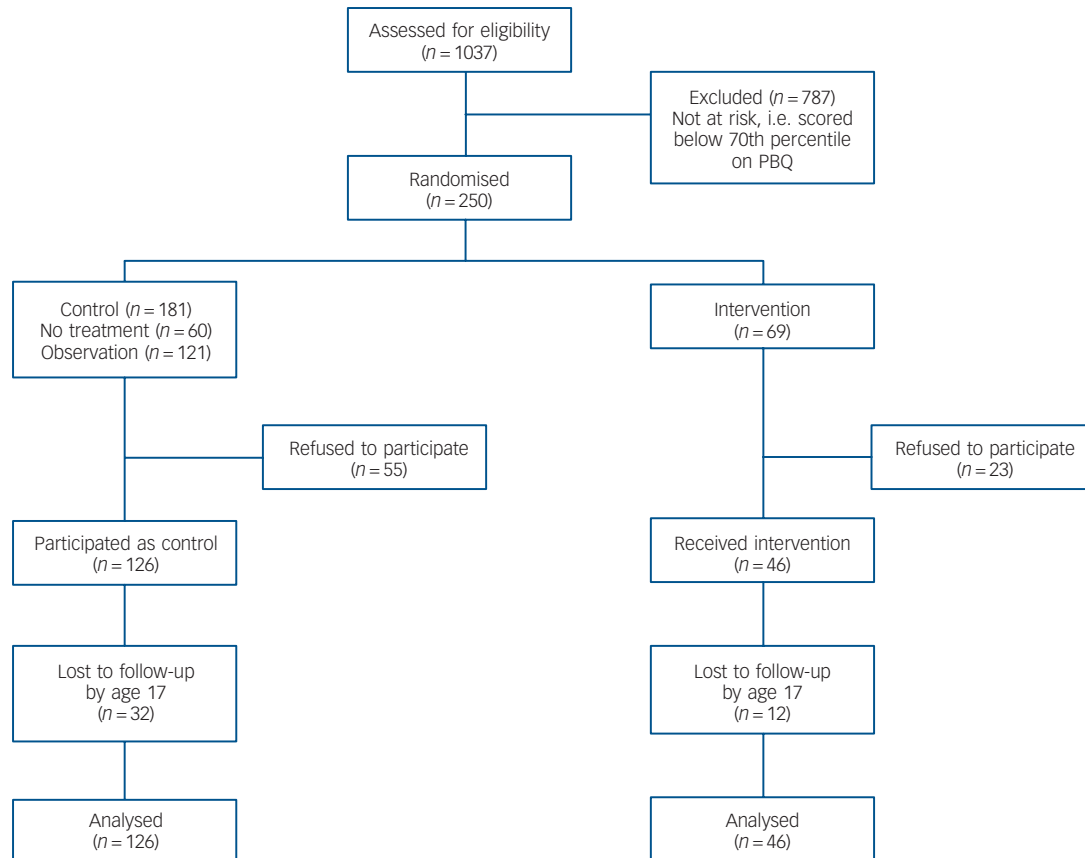 Assessed for eligibility
(n = 1037)
Excluded (n = 787)
Not at risk, i.e. scored
below 70th percentile
on PBQ
Randomised
(n = 250)
Control (n = 181)
No treatment (n = 60)
Observation (n = 121)
Intervention
(n = 69)
Refused to participate
(n = 55)
Refused to participate
(n = 23)
Participated as control
(n = 126)
Received intervention
(n = 46)
Lost to follow-up
by age 17
(n = 32)
Lost to follow-up
by age 17
(n = 12)
Analysed
(n = 126)
Analysed
(n = 46)